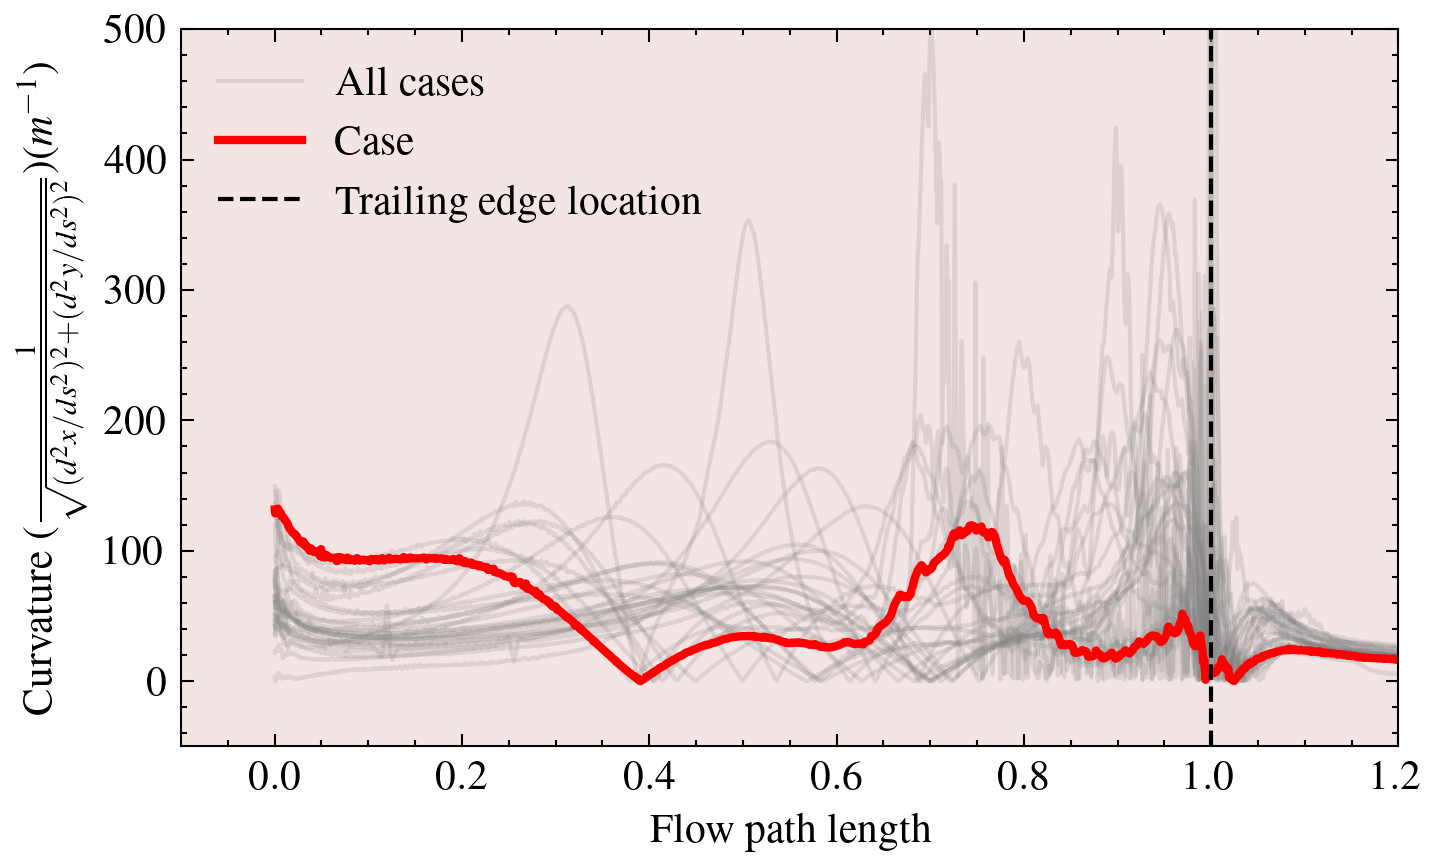 500
400
300
200
100
0
Curvature ( 1 / √(d²x/ds²)²+(d²y/ds²)² )(m⁻¹)
All cases
Case
Trailing edge location
0.0 0.2 0.4 0.6 0.8 1.0 1.2
Flow path length